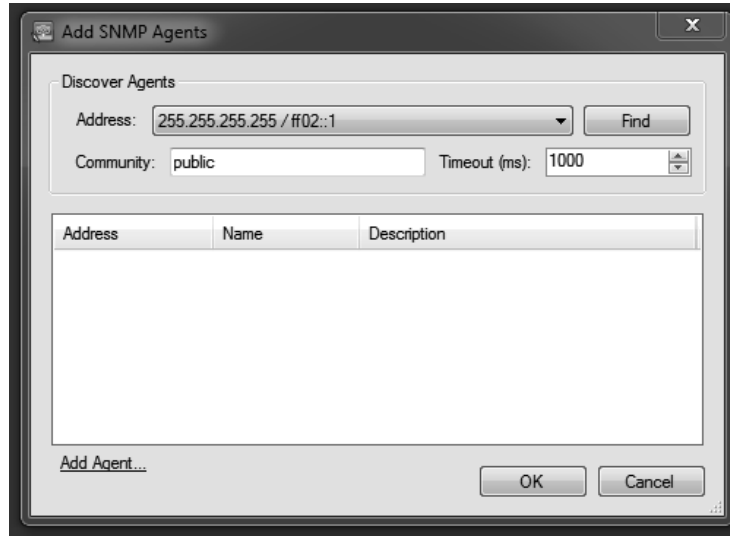 Add SNMP Agents
x
Discover Agents
Address: 255.255.255.255 / ff02::1 Find
Community: public Timeout (ms): 1000
Address Name Description
Add Agent...
OK Cancel